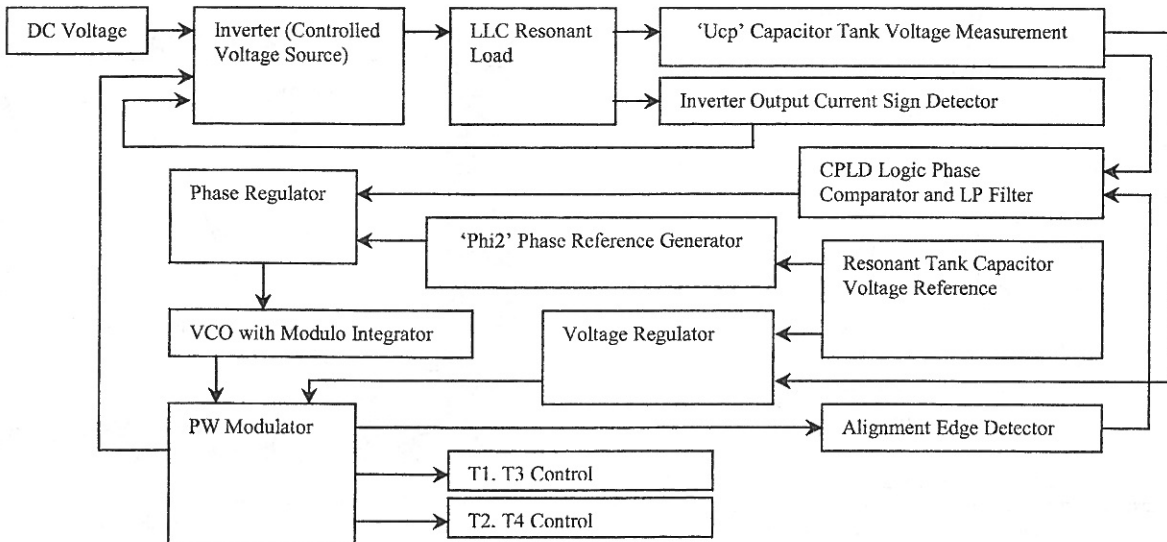 DC Voltage
Inverter (Controlled
Voltage Source)
LLC Resonant
Load
‘Ucp’ Capacitor Tank Voltage Measurement
Inverter Output Current Sign Detector
CPLD Logic Phase
Comparator and LP Filter
Phase Regulator
‘Phi2’ Phase Reference Generator
Resonant Tank Capacitor
Voltage Reference
VCO with Modulo Integrator
Voltage Regulator
PW Modulator
Alignment Edge Detector
T1. T3 Control
T2. T4 Control